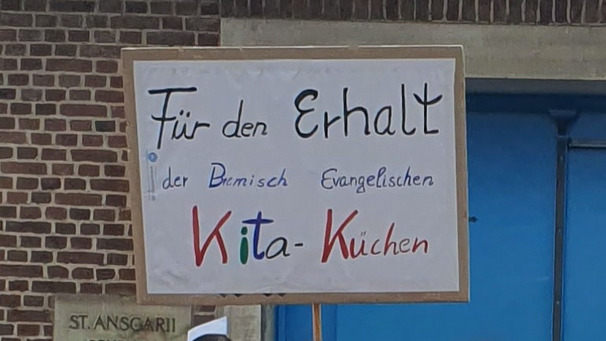 Für den Erhalt
der Bremisch Evangelischen
Kita-Küchen
ST. ANSGARII